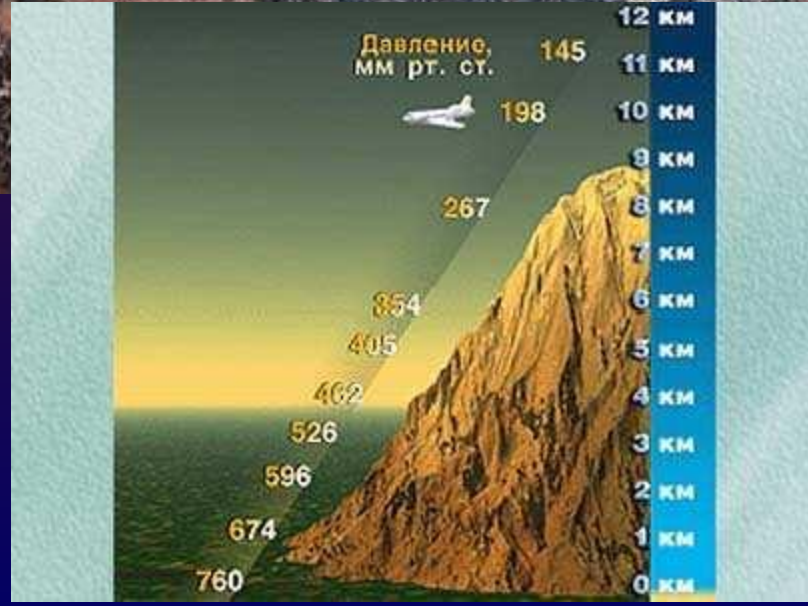 12 км
Давление,
мм рт. ст.
145
11 км
198
10 км
9 км
267
8 км
7 км
354
6 км
405
5 км
462
4 км
526
3 км
596
2 км
674
1 км
760
0 км